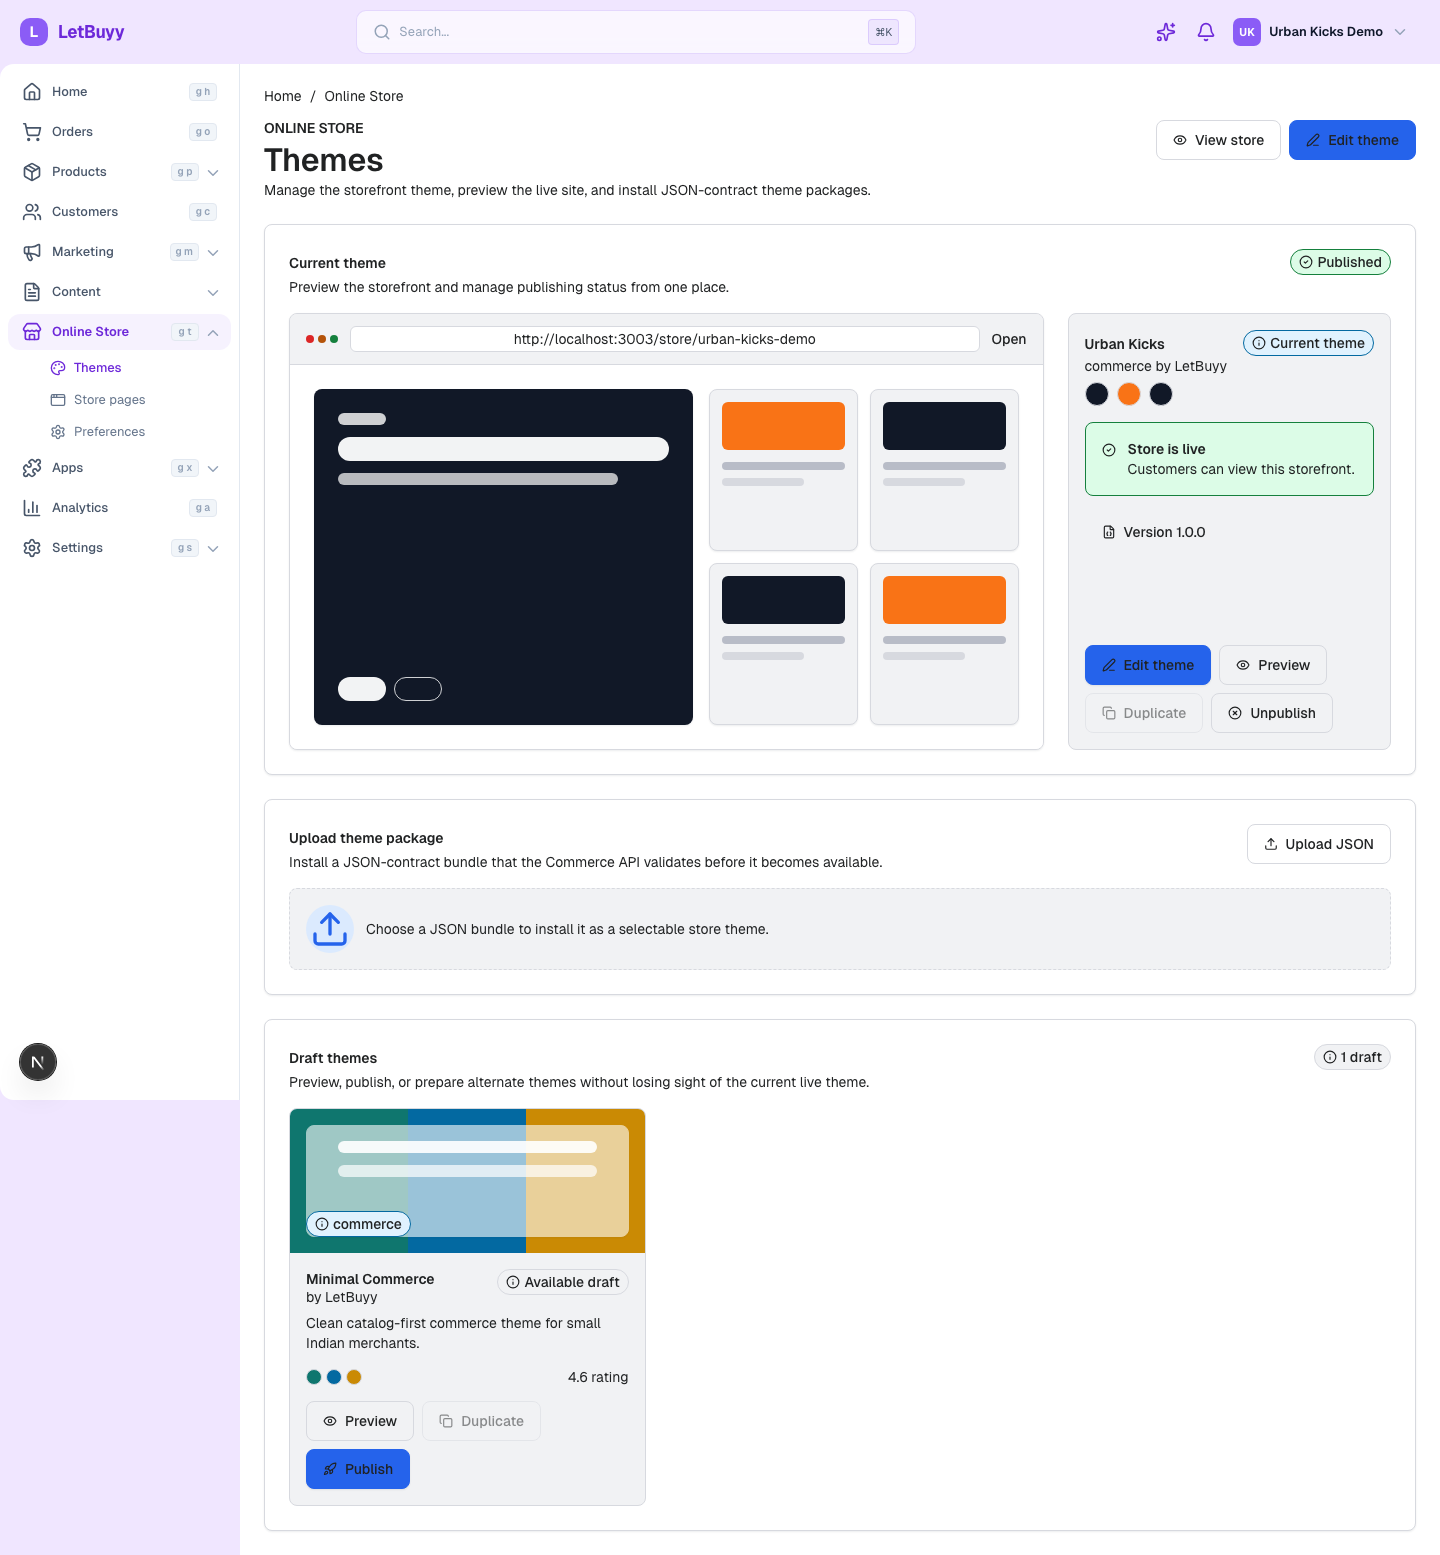 L LetBuyy
Search...
⌘K
UK Urban Kicks Demo
Home g h
Orders g o
Products g p
Customers g c
Marketing g m
Content
Online Store g t
Themes
Store pages
Preferences
Apps g x
Analytics g a
Settings g s
N
Home / Online Store
ONLINE STORE
Themes
Manage the storefront theme, preview the live site, and install JSON-contract theme packages.
View store
Edit theme
Current theme
Preview the storefront and manage publishing status from one place.
Published
http://localhost:3003/store/urban-kicks-demo
Open
Urban Kicks
Current theme
commerce by LetBuyy
Store is live
Customers can view this storefront.
Version 1.0.0
Edit theme
Preview
Duplicate
Unpublish
Upload theme package
Install a JSON-contract bundle that the Commerce API validates before it becomes available.
Upload JSON
Choose a JSON bundle to install it as a selectable store theme.
Draft themes
Preview, publish, or prepare alternate themes without losing sight of the current live theme.
1 draft
commerce
Minimal Commerce
by LetBuyy
Available draft
Clean catalog-first commerce theme for small
Indian merchants.
4.6 rating
Preview
Duplicate
Publish